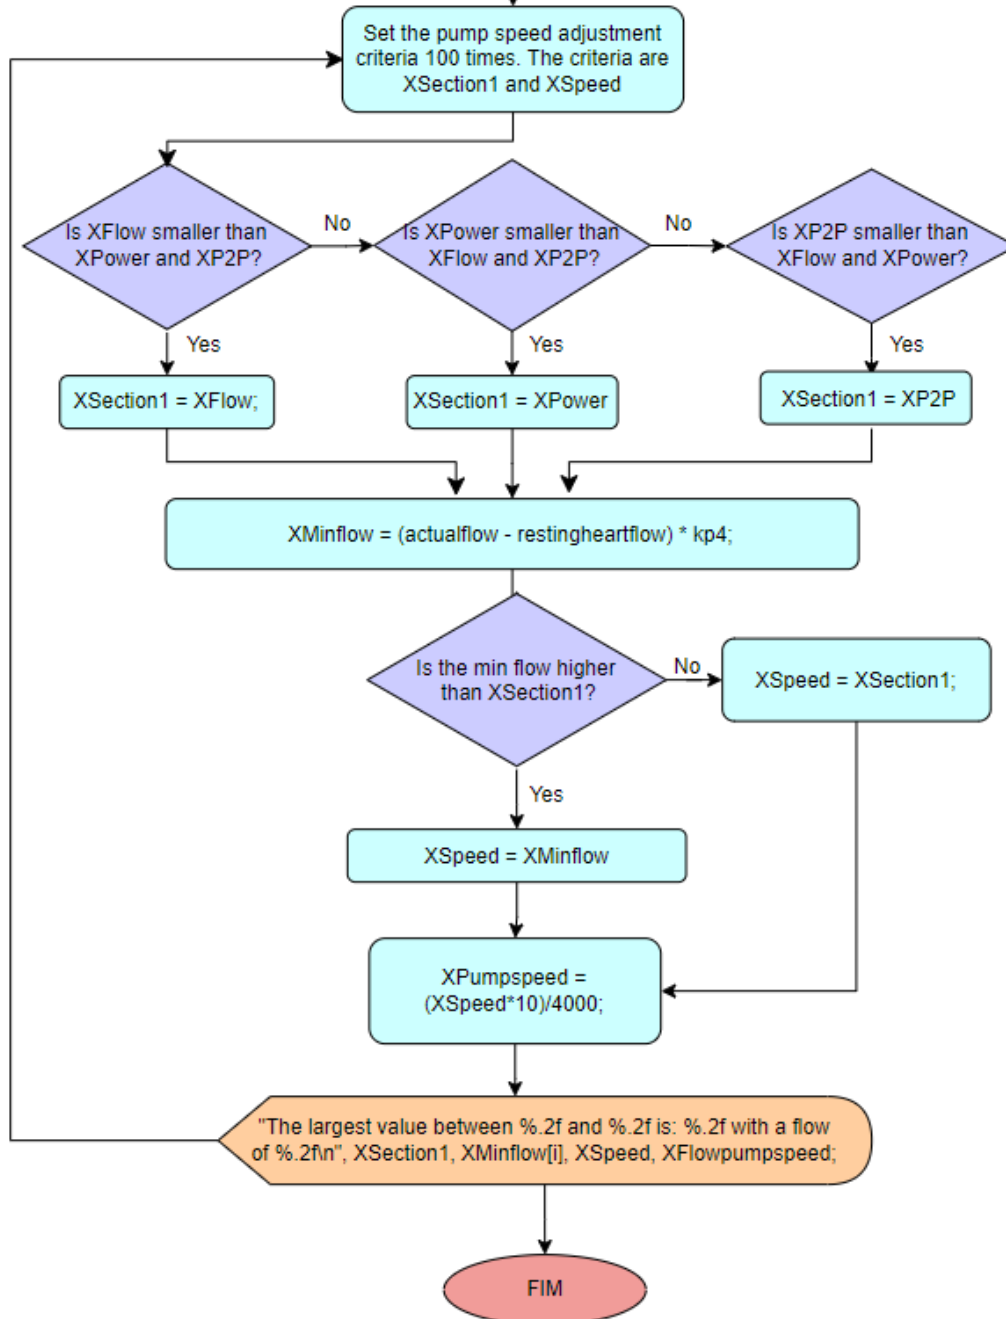 Set the pump speed adjustment
criteria 100 times. The criteria are
XSection1 and XSpeed
Is XFlow smaller than
XPower and XP2P?
No
Is XPower smaller than
XFlow and XP2P?
No
Is XP2P smaller than
XFlow and XPower?
Yes
Yes
Yes
XSection1 = XFlow;
XSection1 = XPower
XSection1 = XP2P
XMinflow = (actualflow - restingheartflow) * kp4;
Is the min flow higher
than XSection1?
No
XSpeed = XSection1;
Yes
XSpeed = XMinflow
XPumpspeed =
(XSpeed*10)/4000;
"The largest value between %.2f and %.2f is: %.2f with a flow
of %.2f\n", XSection1, XMinflow[i], XSpeed, XFlowpumpspeed;
FIM